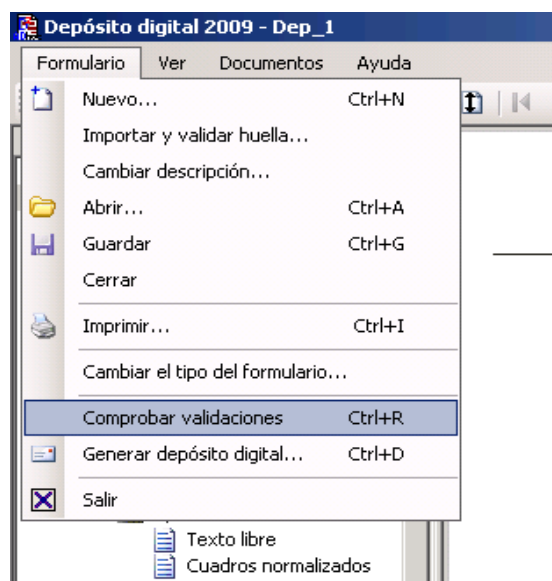 Depósito digital 2009 - Dep_1
Formulario Ver Documentos Ayuda
Nuevo... Ctrl+N
Importar y validar huella...
Cambiar descripción...
Abrir... Ctrl+A
Guardar Ctrl+G
Cerrar
Imprimir... Ctrl+I
Cambiar el tipo del formulario...
Comprobar validaciones Ctrl+R
Generar depósito digital... Ctrl+D
Salir
Texto libre
Cuadros normalizados